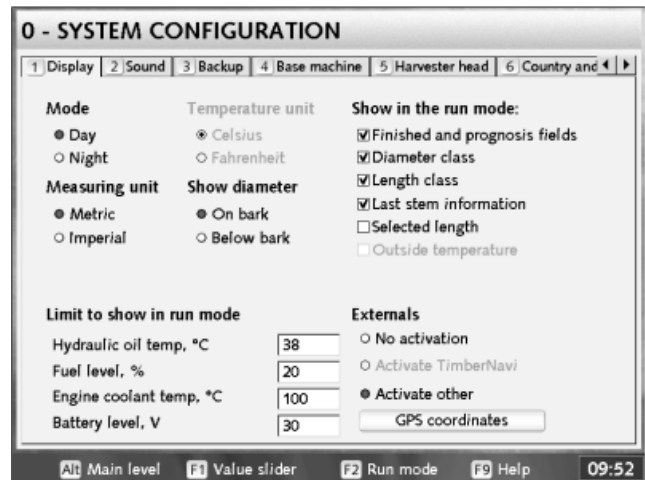 0 - SYSTEM CONFIGURATION
1 Display 2 Sound 3 Backup 4 Base machine 5 Harvester head 6 Country and
Mode
Day
Night
Temperature unit
Celsius
Fahrenheit
Measuring unit
Metric
Imperial
Show diameter
On bark
Below bark
Show in the run mode:
Finished and prognosis fields
Diameter class
Length class
Last stem information
Selected length
Outside temperature
Limit to show in run mode
Hydraulic oil temp, °C 38
Fuel level, % 20
Engine coolant temp, °C 100
Battery level, V 30
Externals
No activation
Activate TimberNavi
Activate other
GPS coordinates
Alt Main level F1 Value slider F2 Run mode F9 Help 09:52